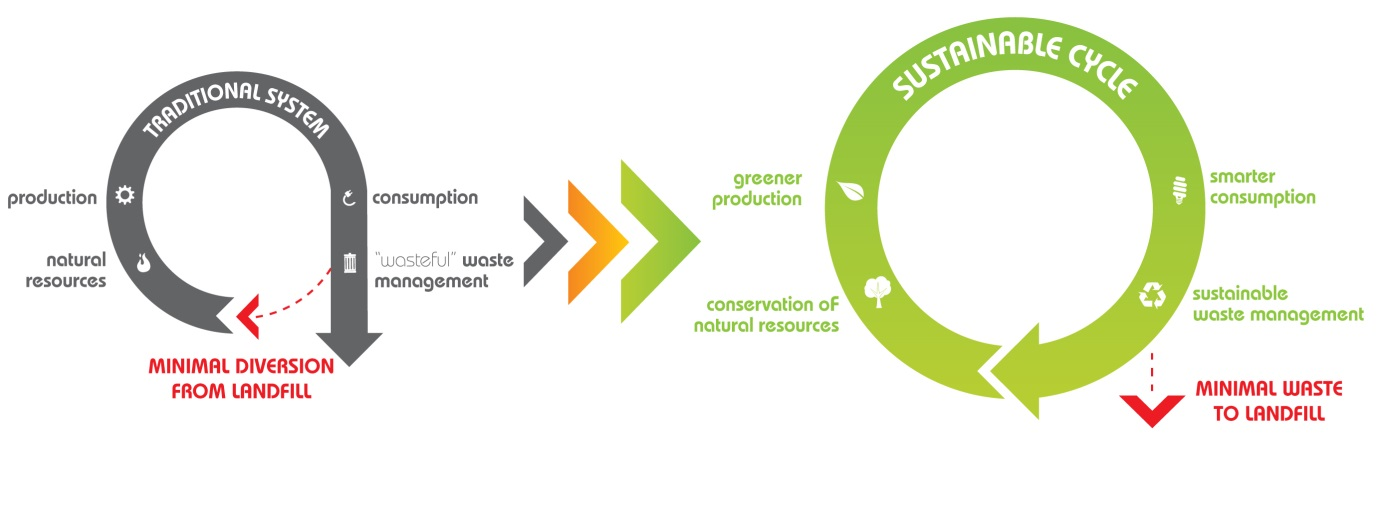 TRADITIONAL SYSTEM
production
natural
resources
consumption
"wasteful" waste
management
MINIMAL DIVERSION
FROM LANDFILL
SUSTAINABLE CYCLE
greener
production
conservation of
natural resources
smarter
consumption
sustainable
waste management
MINIMAL WASTE
TO LANDFILL